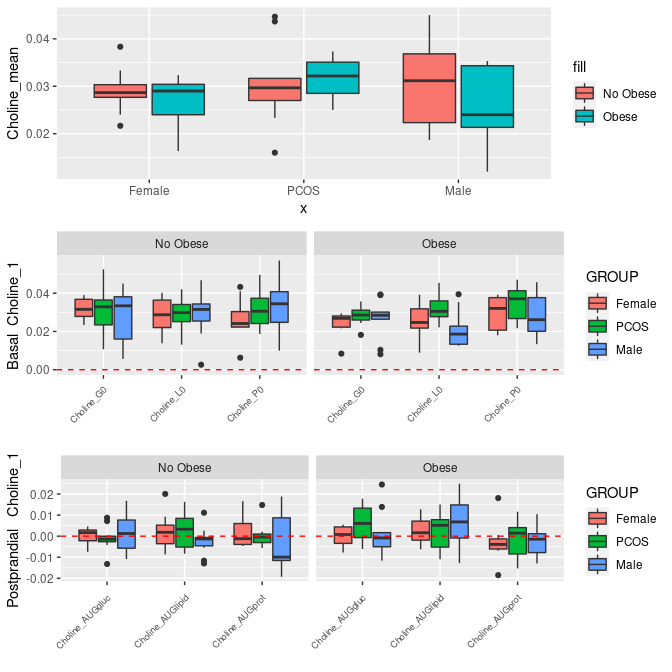 Choline_mean
0.04
0.03
0.02
Female
PCOS
Male
x
fill
No Obese
Obese
Basal Choline_1
No Obese
Obese
0.04
0.02
0.00
Choline_G0
Choline_L0
Choline_P0
Choline_G0
Choline_L0
Choline_P0
GROUP
Female
PCOS
Male
Postprandial Choline_1
No Obese
Obese
0.02
0.01
0.00
-0.01
-0.02
Choline_AUGgluc
Choline_AUGlipid
Choline_AUGprot
Choline_AUGgluc
Choline_AUGlipid
Choline_AUGprot
GROUP
Female
PCOS
Male